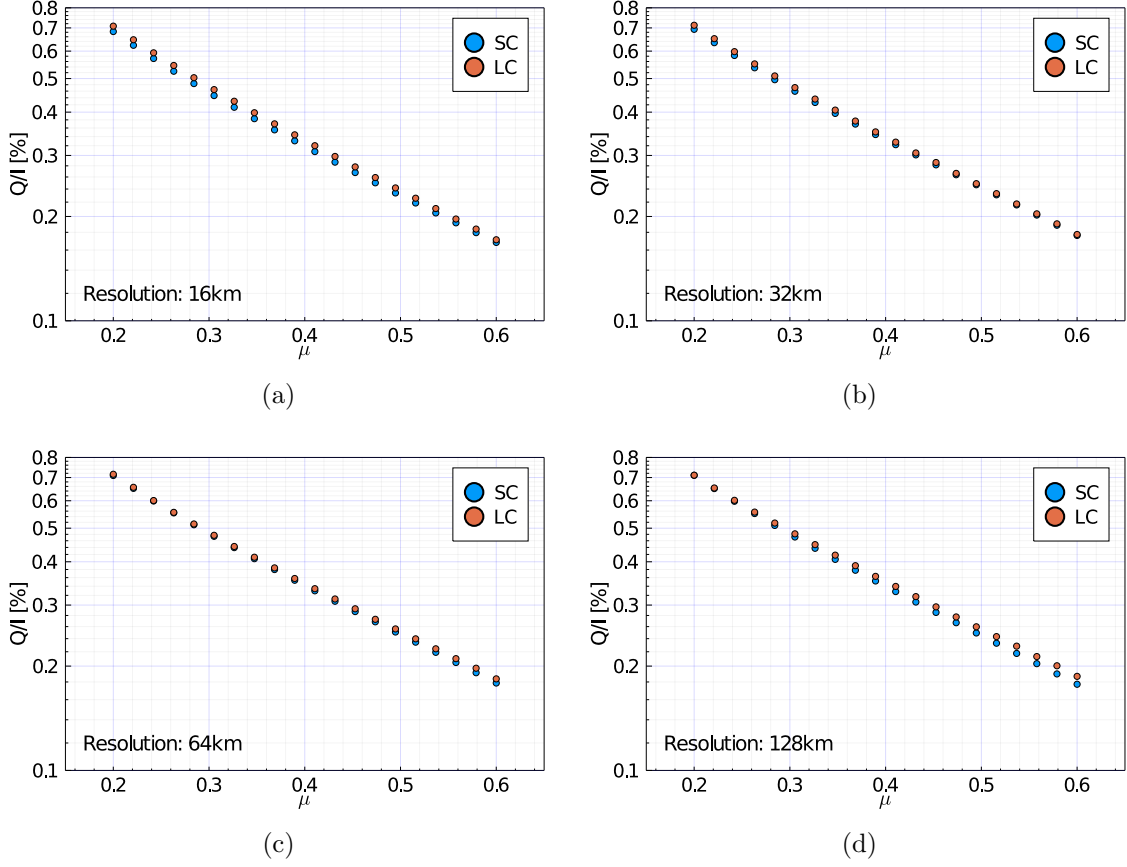 0.8
0.7
0.6
0.5
0.4
0.3
0.2
0.1
Q/I [%]
SC
LC
Resolution: 16km
0.2 0.3 0.4 0.5 0.6
μ
(a)
0.8
0.7
0.6
0.5
0.4
0.3
0.2
0.1
Q/I [%]
SC
LC
Resolution: 32km
0.2 0.3 0.4 0.5 0.6
μ
(b)
0.8
0.7
0.6
0.5
0.4
0.3
0.2
0.1
Q/I [%]
SC
LC
Resolution: 64km
0.2 0.3 0.4 0.5 0.6
μ
(c)
0.8
0.7
0.6
0.5
0.4
0.3
0.2
0.1
Q/I [%]
SC
LC
Resolution: 128km
0.2 0.3 0.4 0.5 0.6
μ
(d)